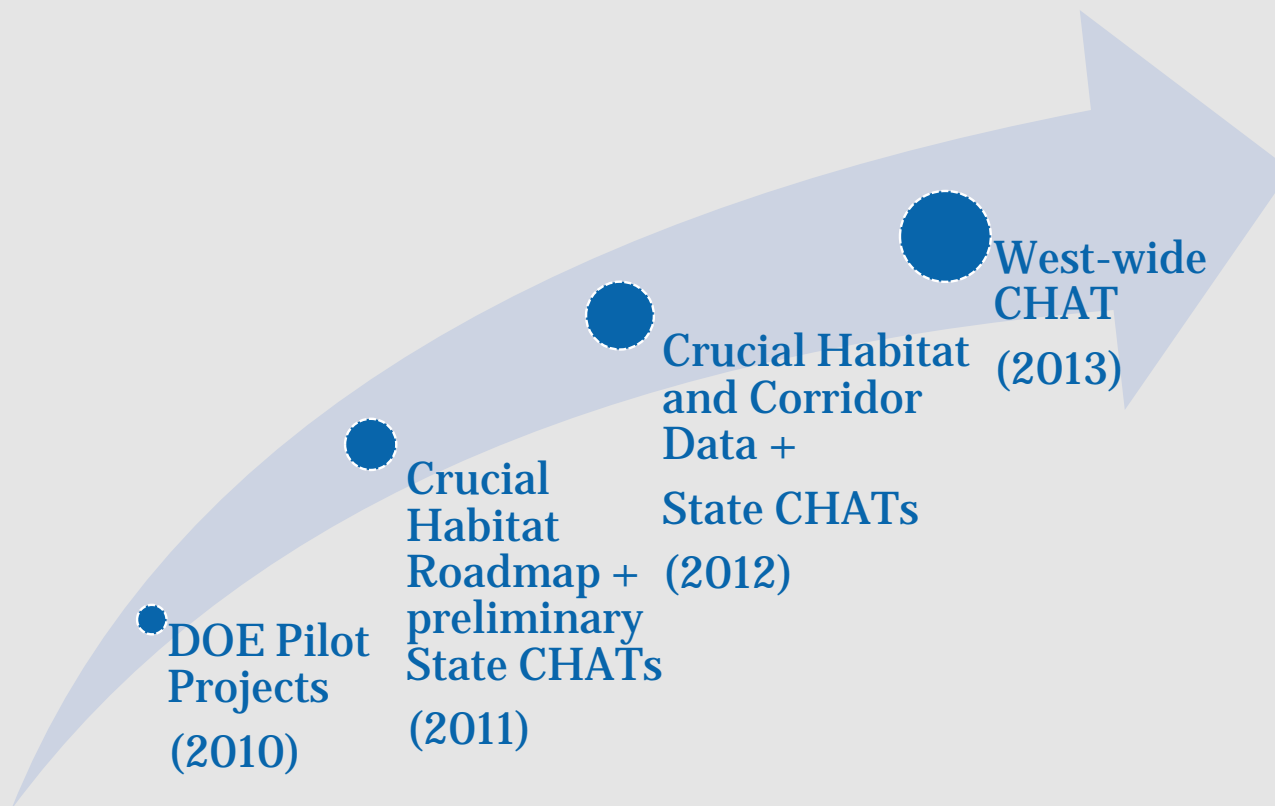 DOE Pilot
Projects
(2010)
Crucial
Habitat
Roadmap +
preliminary
State CHATs
(2011)
Crucial Habitat
and Corridor
Data +
State CHATs
(2012)
West-wide
CHAT
(2013)